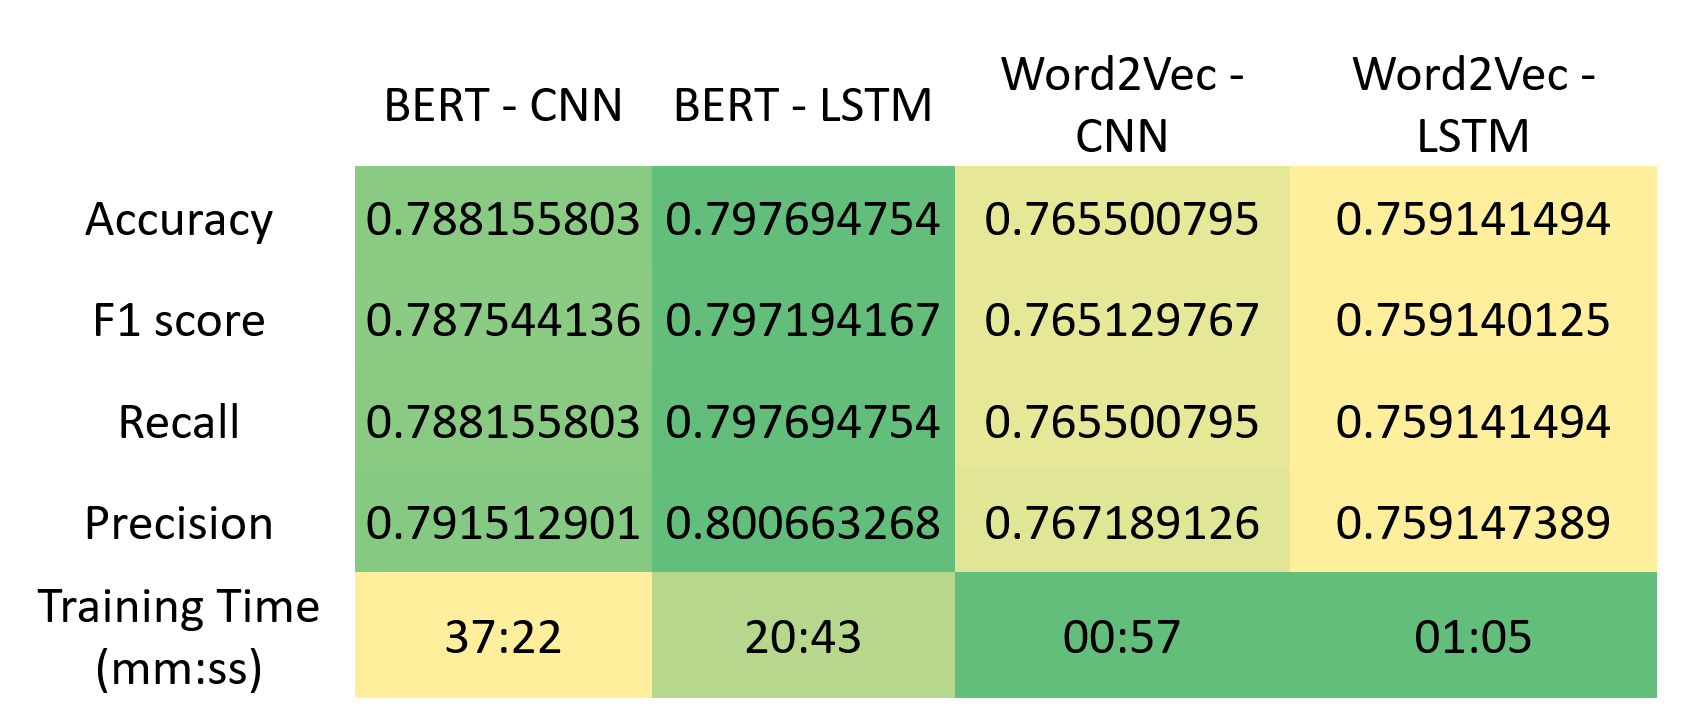 BERT - CNN BERT - LSTM Word2Vec - CNN Word2Vec - LSTM
Accuracy 0.788155803 0.797694754 0.765500795 0.759141494
F1 score 0.787544136 0.797194167 0.765129767 0.759140125
Recall 0.788155803 0.797694754 0.765500795 0.759141494
Precision 0.791512901 0.800663268 0.767189126 0.759147389
Training Time (mm:ss) 37:22 20:43 00:57 01:05